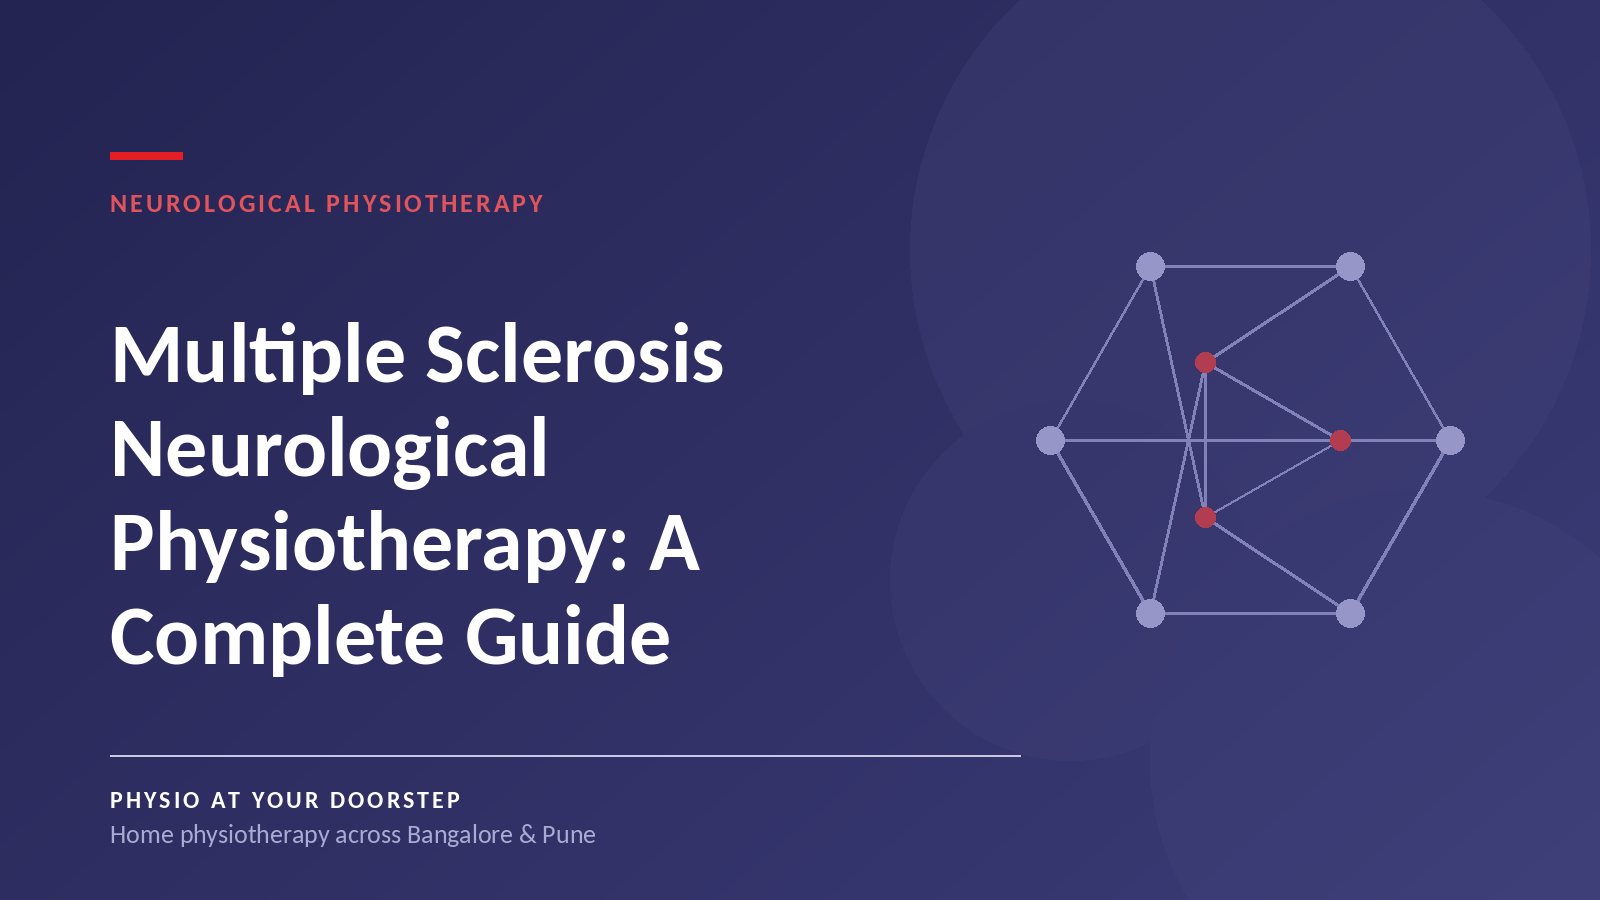 NEUROLOGICAL PHYSIOTHERAPY
Multiple Sclerosis
Neurological
Physiotherapy: A
Complete Guide
PHYSIO AT YOUR DOORSTEP
Home physiotherapy across Bangalore & Pune